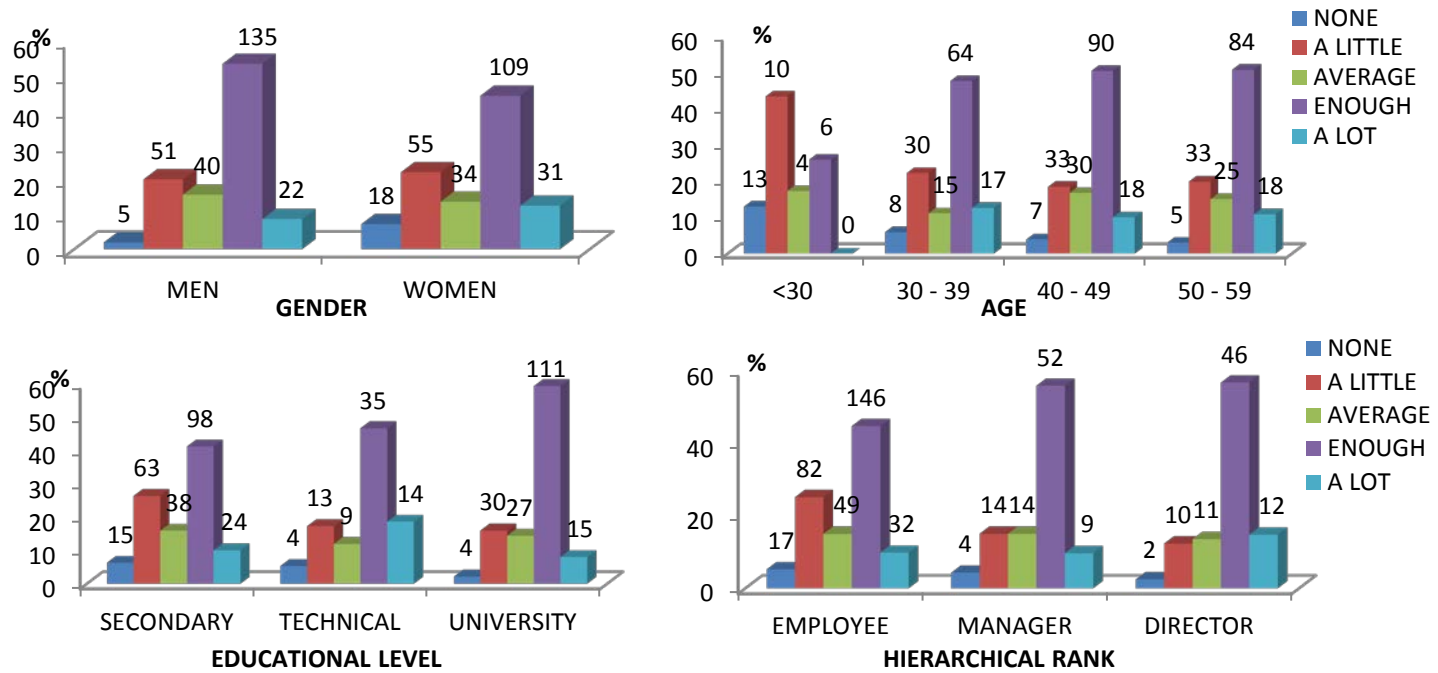 %
60
50
40
30
20
10
0
135
51
40
22
5
109
55
34
31
18
MEN WOMEN
GENDER
%
60
50
40
30
20
10
0
13 10 4 6 0
8 30 15 64 17
7 33 30 90 18
5 33 25 84 18
<30 30 - 39 40 - 49 50 - 59
AGE
NONE
A LITTLE
AVERAGE
ENOUGH
A LOT
%
60
50
40
30
20
10
0
15 63 38 98 24
4 13 9 35 14
4 30 27 111 15
SECONDARY TECHNICAL UNIVERSITY
EDUCATIONAL LEVEL
%
60
40
20
0
17 82 49 146 32
4 14 14 52 9
2 10 11 46 12
EMPLOYEE MANAGER DIRECTOR
HIERARCHICAL RANK
NONE
A LITTLE
AVERAGE
ENOUGH
A LOT